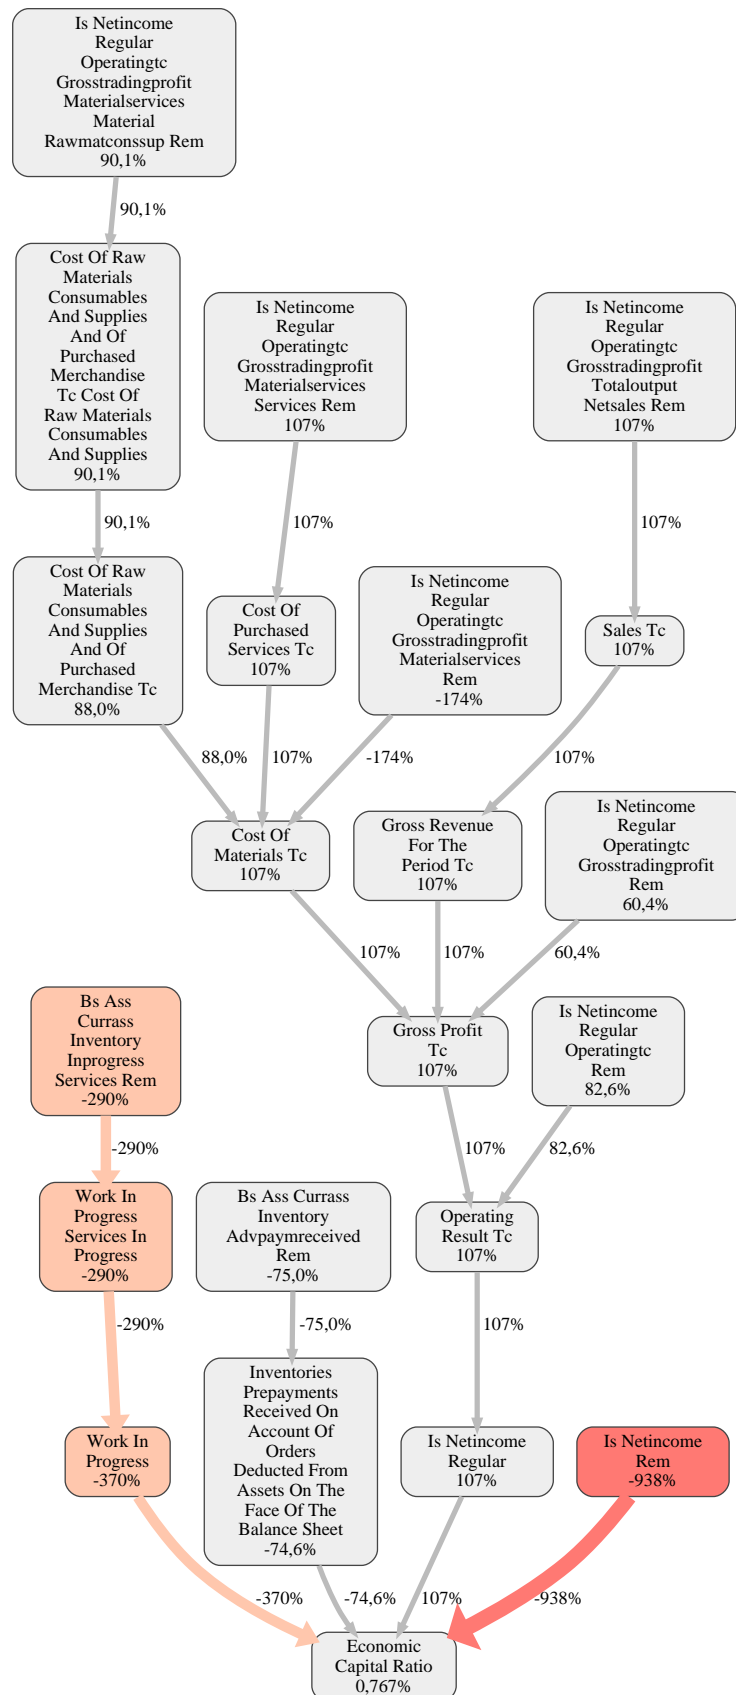 Is Netincome
Regular
Operatingtc
Grosstradingprofit
Materialservices
Material
Rawmatconssup Rem
90,1%
90,1%
Cost Of Raw
Materials
Consumables
And Supplies
And Of
Purchased
Merchandise
Tc Cost Of
Raw Materials
Consumables
And Supplies
90,1%
Is Netincome
Regular
Operatingtc
Grosstradingprofit
Materialservices
Services Rem
107%
Is Netincome
Regular
Operatingtc
Grosstradingprofit
Totaloutput
Netsales Rem
107%
90,1%
107%
107%
Cost Of Raw
Materials
Consumables
And Supplies
And Of
Purchased
Merchandise Tc
88,0%
Cost Of
Purchased
Services Tc
107%
Is Netincome
Regular
Operatingtc
Grosstradingprofit
Materialservices
Rem
-174%
Sales Tc
107%
88,0%
107%
-174%
107%
Cost Of
Materials Tc
107%
Gross Revenue
For The
Period Tc
107%
Is Netincome
Regular
Operatingtc
Grosstradingprofit
Rem
60,4%
107%
107%
60,4%
Bs Ass
Currass
Inventory
Inprogress
Services Rem
-290%
Gross Profit
Tc
107%
Is Netincome
Regular
Operatingtc
Rem
82,6%
-290%
107%
82,6%
Work In
Progress
Services In
Progress
-290%
Bs Ass Currass
Inventory
Advpaymreceived
Rem
-75,0%
Operating
Result Tc
107%
-290%
-75,0%
107%
Work In
Progress
-370%
Inventories
Prepayments
Received On
Account Of
Orders
Deducted From
Assets On The
Face Of The
Balance Sheet
-74,6%
Is Netincome
Regular
107%
Is Netincome
Rem
-938%
-370%
-74,6%
107%
-938%
Economic
Capital Ratio
0,767%